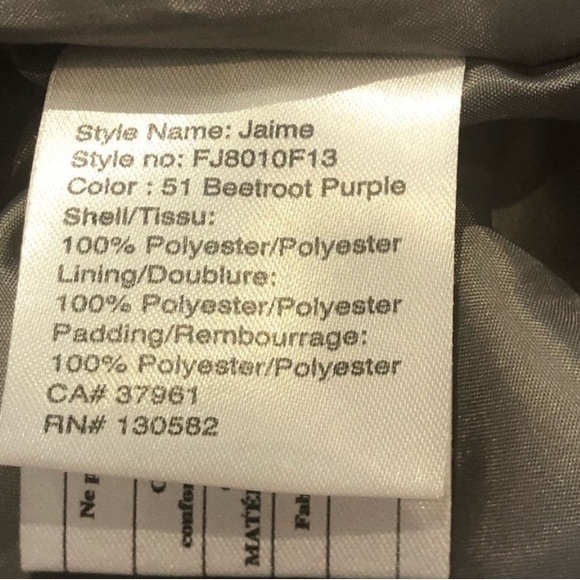 Style Name: Jaime
Style no: FJ8010F13
Color : 51 Beetroot Purple
Shell/Tissu:
100% Polyester/Polyester
Lining/Doublure:
100% Polyester/Polyester
Padding/Rembourrage:
100% Polyester/Polyester
CA# 37961
RN# 130582
Ne